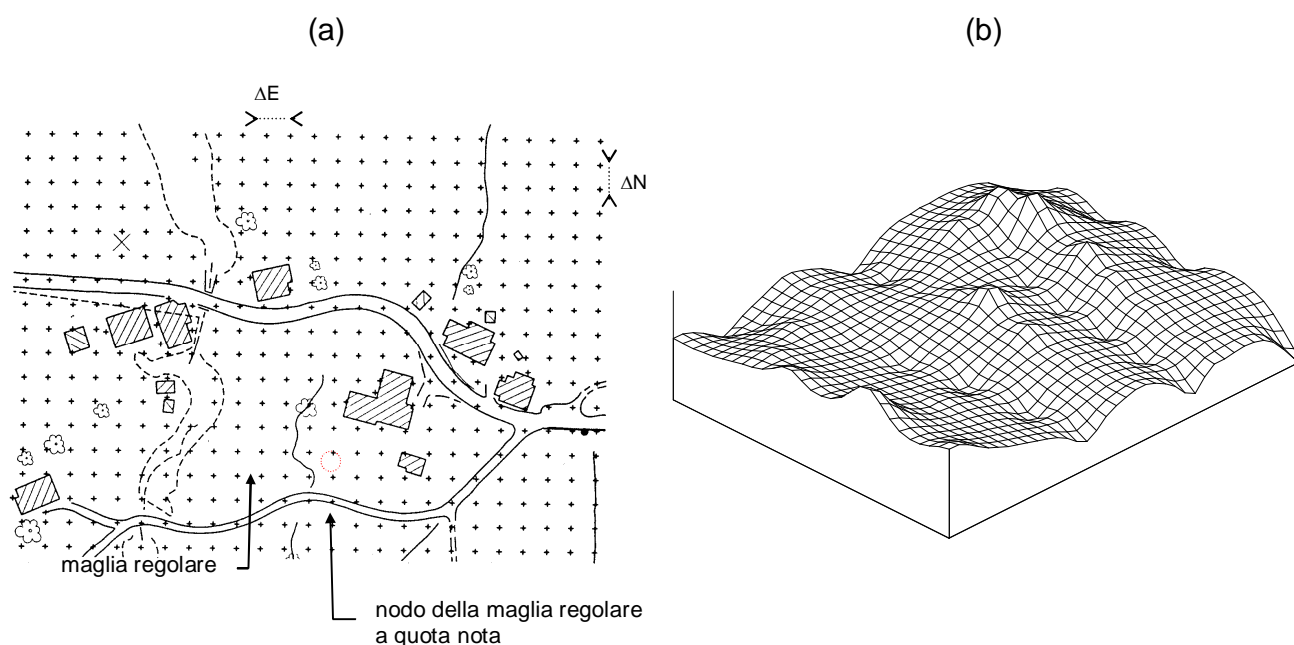 (a)
(b)
ΔE
ΔN
maglia regolare
nodo della maglia regolare
a quota nota